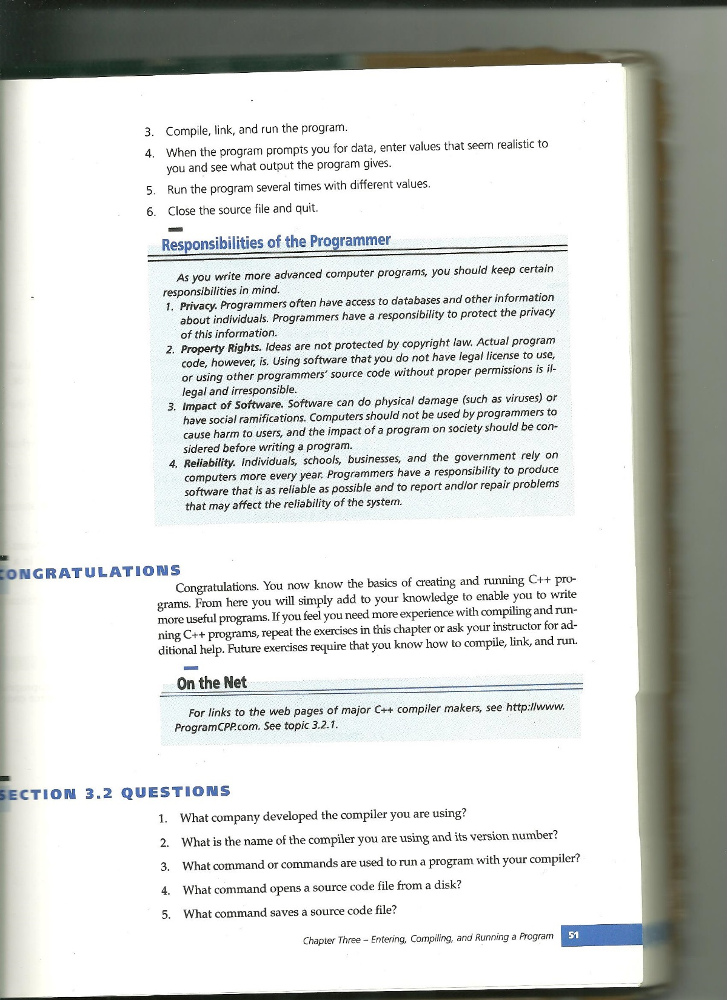 3. Compile, link, and run the program.
4. When the program prompts you for data, enter values that seem realistic to
you and see what output the program gives.
5. Run the program several times with different values.
6. Close the source file and quit.
Responsibilities of the Programmer
As you write more advanced computer programs, you should keep certain
responsibilities in mind.
1. Privacy. Programmers often have access to databases and other information
about individuals. Programmers have a responsibility to protect the privacy
of this information.
2. Property Rights. Ideas are not protected by copyright law. Actual program
code, however, is. Using software that you do not have legal license to use,
or using other programmers' source code without proper permissions is il-
legal and irresponsible.
3. Impact of Software. Software can do physical damage (such as viruses) or
have social ramifications. Computers should not be used by programmers to
cause harm to users, and the impact of a program on society should be con-
sidered before writing a program.
4. Reliability. Individuals, schools, businesses, and the government rely on
computers more every year. Programmers have a responsibility to produce
software that is as reliable as possible and to report and/or repair problems
that may affect the reliability of the system.
CONGRATULATIONS
Congratulations. You now know the basics of creating and running C++ pro-
grams. From here you will simply add to your knowledge to enable you to write
more useful programs. If you feel you need more experience with compiling and run-
ning C++ programs, repeat the exercises in this chapter or ask your instructor for ad-
ditional help. Future exercises require that you know how to compile, link, and run.
On the Net
For links to the web pages of major C++ compiler makers, see http://www.
ProgramCPP.com. See topic 3.2.1.
SECTION 3.2 QUESTIONS
1. What company developed the compiler you are using?
2. What is the name of the compiler you are using and its version number?
3. What command or commands are used to run a program with your compiler?
4. What command opens a source code file from a disk?
5. What command saves a source code file?
Chapter Three – Entering, Compiling, and Running a Program 51